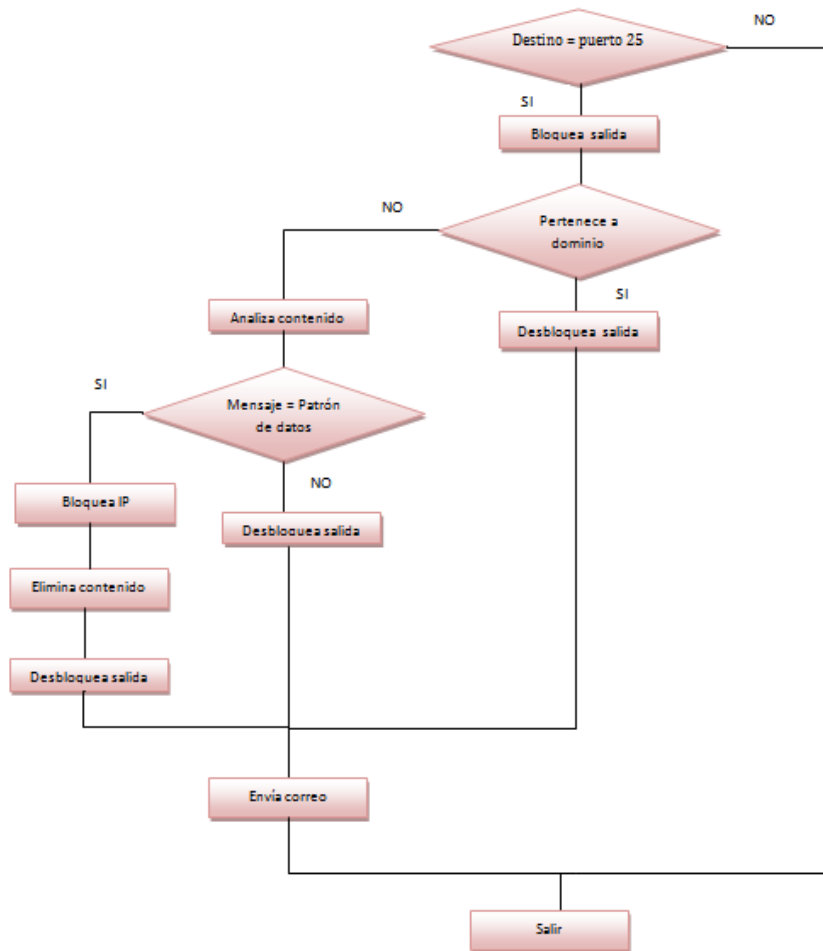 Destino = puerto 25
NO
SI
Bloquea salida
NO
Pertenece a
dominio
SI
Analiza contenido
Desbloquea salida
SI
Mensaje = Patrón
de datos
NO
Bloquea IP
Desbloquea salida
Elimina contenido
Desbloquea salida
Envía correo
Salir